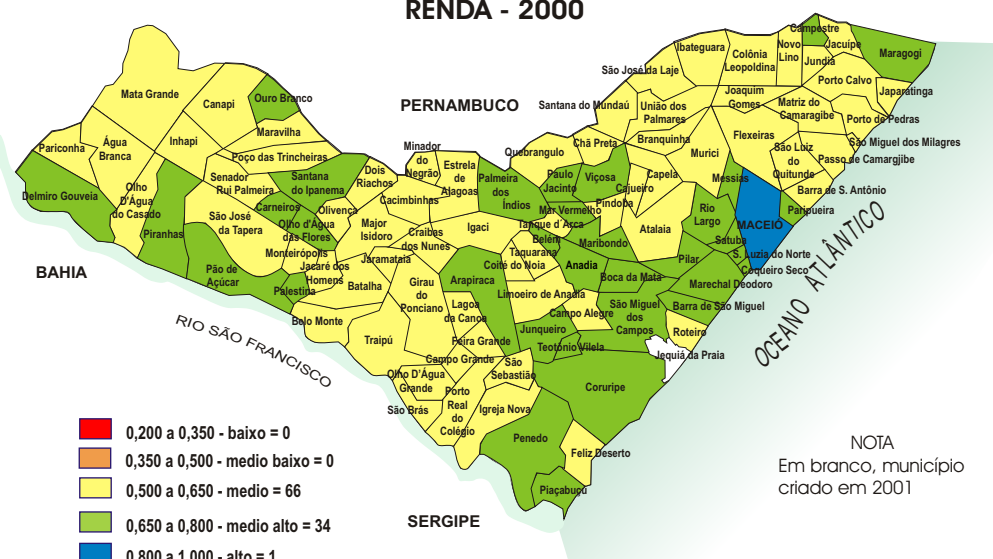 RENDA - 2000
Campestre
Ibateguara
Colônia
Leopoldina
Novo
Lino
Jacuípe
Jundiá
Maragogi
São José da Laje
Porto Calvo
Mata Grande
Canapi
Ouro Branco
PERNAMBUCO
Santana do Mundaú
União dos
Palmares
Joaquim
Gomes
Matriz do
Camaragibe
Japaratinga
Porto de Pedras
Maravilha
Pariconha
Água
Branca
Inhapi
Poço das Trincheiras
Minador
do
Negrão
Estrela
de
Ajagoas
Quebrangulo
Chã Preta
Branquinha
Flexeiras
São Luiz
do
Quitunde
São Miguel dos Milagres
Passo de Camargjibe
Murici
Delmiro Gouveia
Olho
D'Água
do Casado
Senador
Rui Palmeira
Santana
do Ipanema
Dois
Riachos
Cacimbinhas
Palmeira
dos
Índios
Paulo
Jacinto
Viçosa
Cajueiro
Capela
Messias
Barra de S. Antônio
Piranhas
São José
da Tapera
Carneiros
Olivença
Olho d'Água
das Flores
Major
Isidoro
Craíbas
dos Nunes
Igaci
Mar Vermelho
Pindoba
Tanque d'Arca
Belém
Atalaia
Rio
Largo
MACEIÓ
Paripueira
Maribondo
Satuba
Monteirópolis
Jacaré dos
Homens
Jaramataia
Taquarana
Coité do Noia
Anadia
Pilar
S. Luzia do Norte
Coqueiro Seco
BAHIA
Pão de
Açúcar
Palestina
Batalha
Girau
do
Ponciano
Arapiraca
Limoeiro de Anadia
Boca da Mata
Marechal Deodoro
OCEANO ATLÂNTICO
Belo Monte
Lagoa
da Canoa
Campo Alegre
São Miguel
dos
Campos
Barra de São Miguel
Roteiro
RIO SÃO FRANCISCO
Traipú
Feira Grande
Junqueiro
Teotônio Vilela
Jequiá da Praia
Campo Grande
São
Sebastião
Olho D'Água
Grande
São Brás
Porto
Real
do
Colégio
Igreja Nova
Coruripe
Penedo
Feliz Deserto
Piaçabuçú
0,200 a 0,350 - baixo = 0
0,350 a 0,500 - medio baixo = 0
0,500 a 0,650 - medio = 66
0,650 a 0,800 - medio alto = 34
0,800 a 1,000 - alto = 1
SERGIPE
NOTA
Em branco, município
criado em 2001